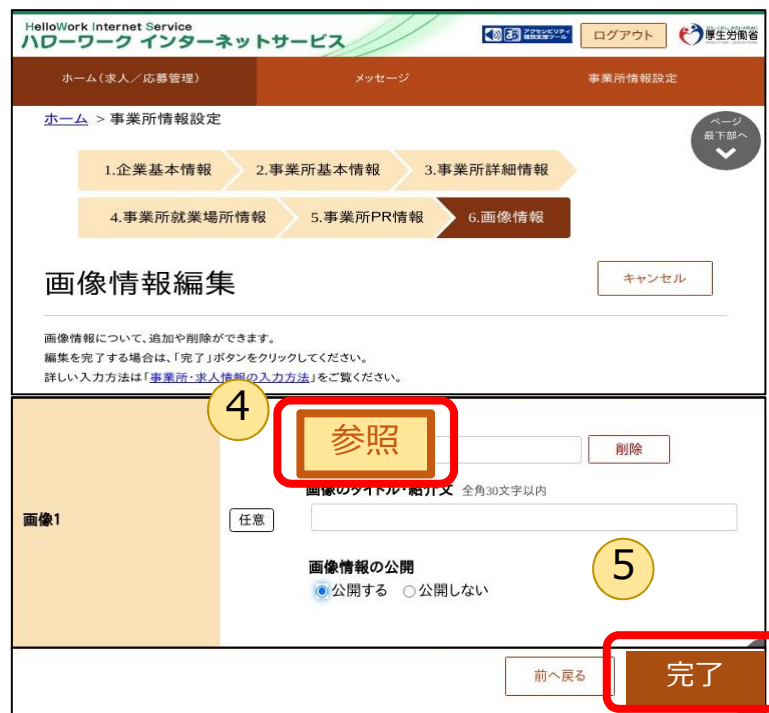 HelloWork Internet Service
ハローワーク インターネットサービス
ログアウト
厚生労働省
ホーム(求人/応募管理)
メッセージ
事業所情報設定
ホーム > 事業所情報設定
ページ
最下部へ
1.企業基本情報
2.事業所基本情報
3.事業所詳細情報
4.事業所就業場所情報
5.事業所PR情報
6.画像情報
画像情報編集
キャンセル
画像情報について、追加や削除ができます。
編集を完了する場合は、「完了」ボタンをクリックしてください。
詳しい入力方法は「事業所・求人情報の入力方法」をご覧ください。
4
参照
削除
画像のタイトル・紹介文 全角30文字以内
画像1
任意
画像情報の公開
公開する 公開しない
5
前へ戻る
完了